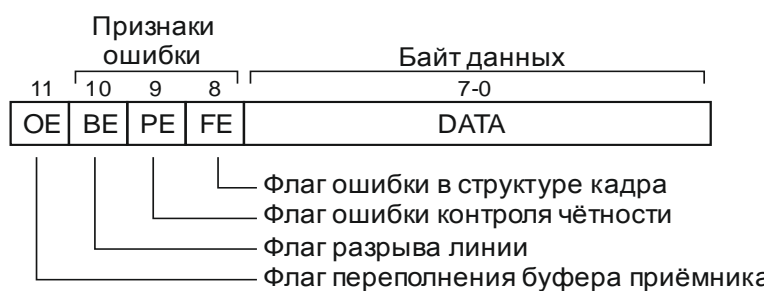 Признаки
ошибки
Байт данных
11 10 9 8 7-0
OE BE PE FE DATA
Флаг ошибки в структуре кадра
Флаг ошибки контроля чётности
Флаг разрыва линии
Флаг переполнения буфера приёмника